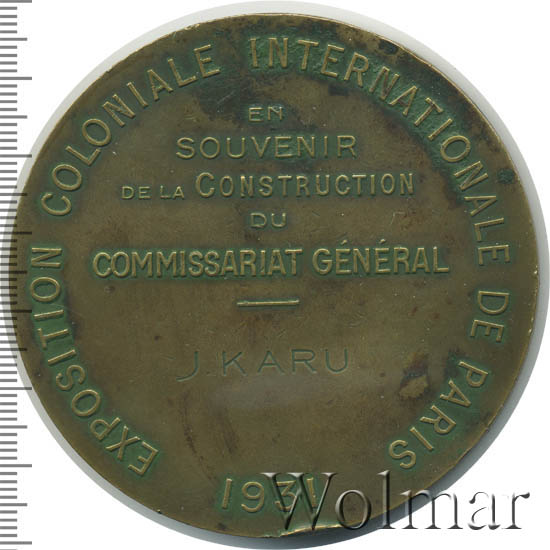 EXPOSITION COLONIALE INTERNATIONALE DE PARIS
EN
SOUVENIR
DE LA CONSTRUCTION
DU
COMMISSARIAT GÉNÉRAL
J. KARU
1931
Wolmar